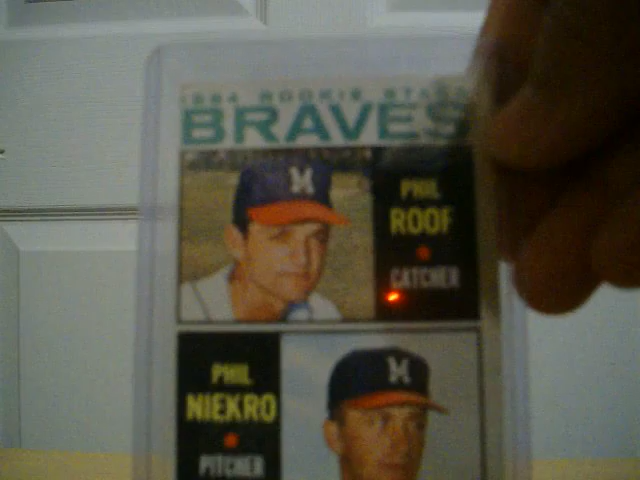 1964 ROOKIE STARS
BRAVES
M
PHIL
ROOF
CATCHER
PHIL
NIEKRO
PITCHER
M